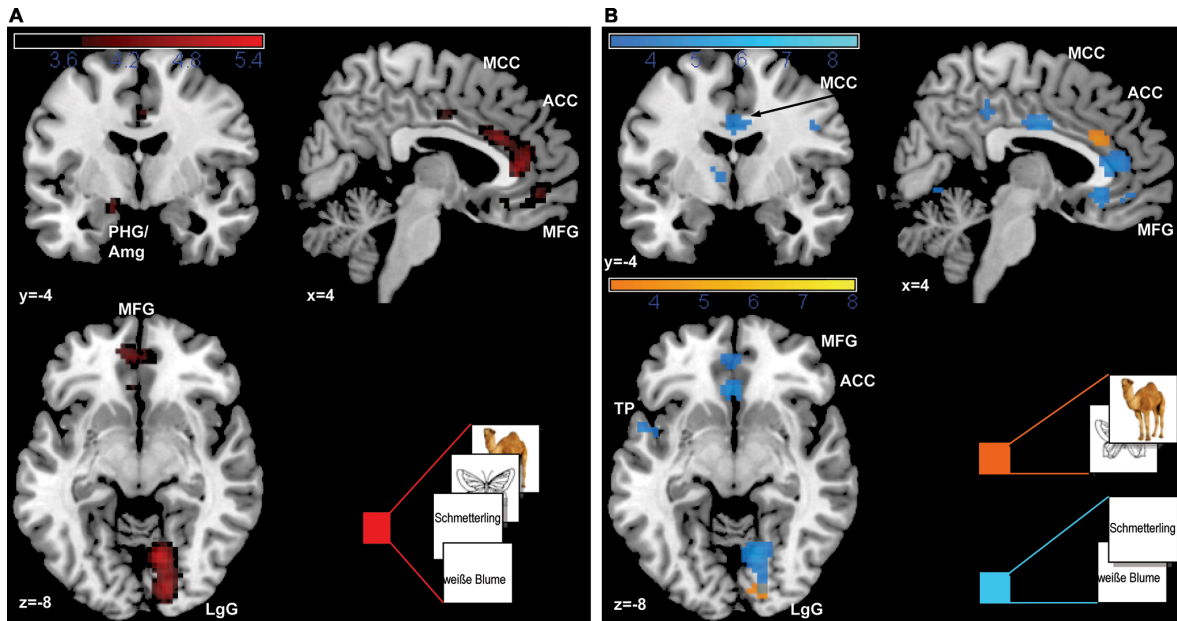 A
3.6 4.2 4.8 5.4
MCC
ACC
PHG/
Amg
MFG
y=-4
x=4
MFG
z=-8
LgG
Schmetterling
weiße Blume
B
4 5 6 7 8
MCC
MCC
ACC
MFG
y=-4
x=4
4 5 6 7 8
MFG
ACC
TP
z=-8
LgG
Schmetterling
weiße Blume